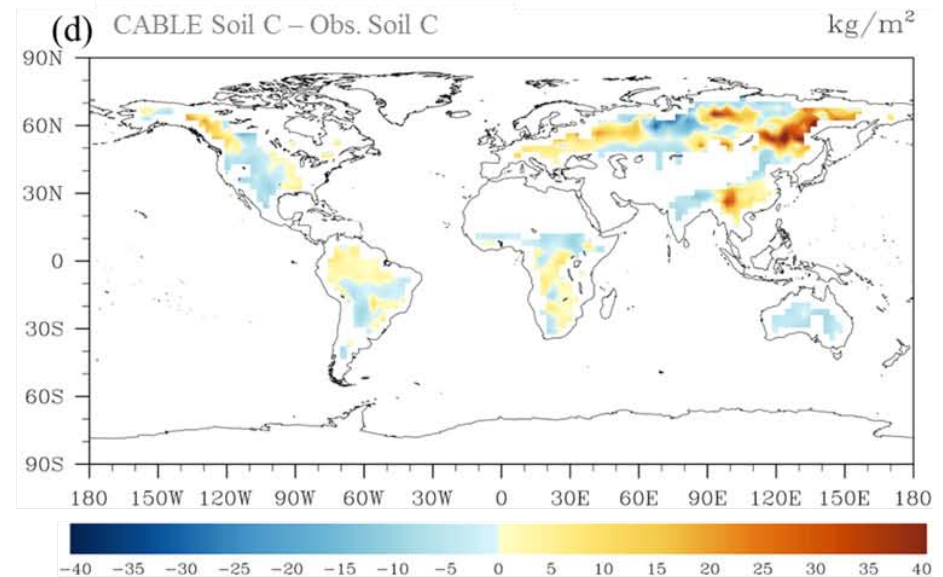 (d) CABLE Soil C – Obs. Soil C kg/m²
90N
60N
30N
0
30S
60S
90S
180 150W 120W 90W 60W 30W 0 30E 60E 90E 120E 150E 180
−40 −35 −30 −25 −20 −15 −10 −5 0 5 10 15 20 25 30 35 40